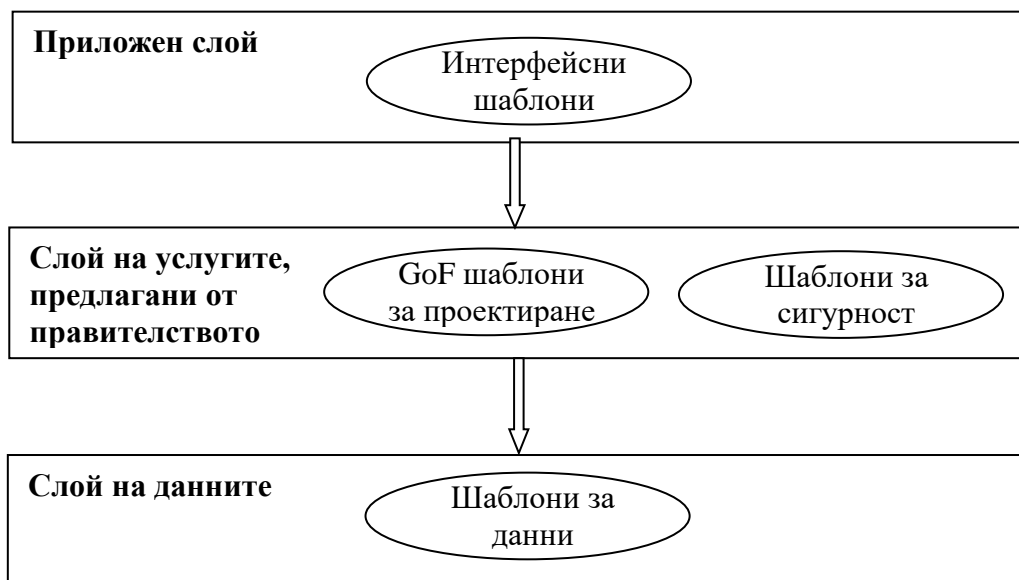 Приложен слой
Интерфейсни
шаблони
Слой на услугите,
предлагани от
правителството
GoF шаблони
за проектиране
Шаблони за
сигурност
Слой на данните
Шаблони за
данни